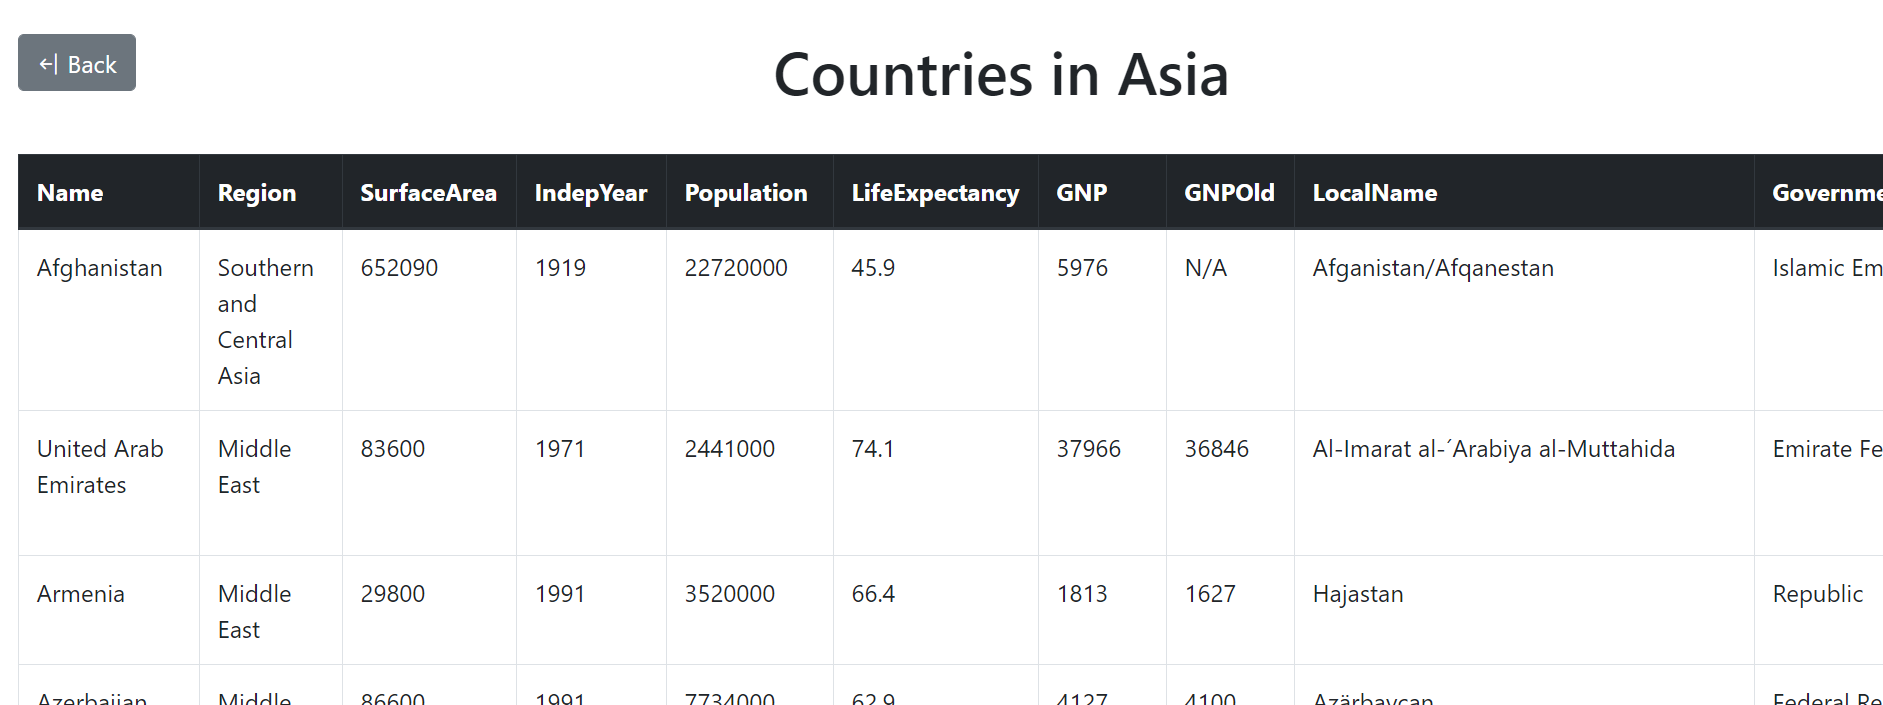 Back
Countries in Asia
Name Region SurfaceArea IndepYear Population LifeExpectancy GNP GNPOld LocalName Governme
Afghanistan Southern 652090 1919 22720000 45.9 5976 N/A Afganistan/Afqanestan Islamic Em
and
Central
Asia
United Arab Middle 83600 1971 2441000 74.1 37966 36846 Al-Imarat al-´Arabiya al-Muttahida Emirate Fe
Emirates East
Armenia Middle 29800 1991 3520000 66.4 1813 1627 Hajastan Republic
East
Azerbaijan Middle 86600 1991 7734000 62.9 4127 4100 Azärbaycan Federal Re